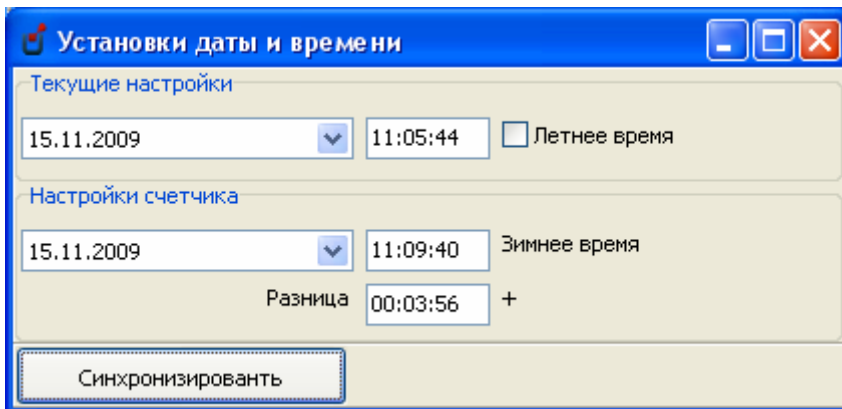 Установки даты и времени
Текущие настройки
15.11.2009 11:05:44 Летнее время
Настройки счетчика
15.11.2009 11:09:40 Зимнее время
Разница 00:03:56 +
Синхронизированть